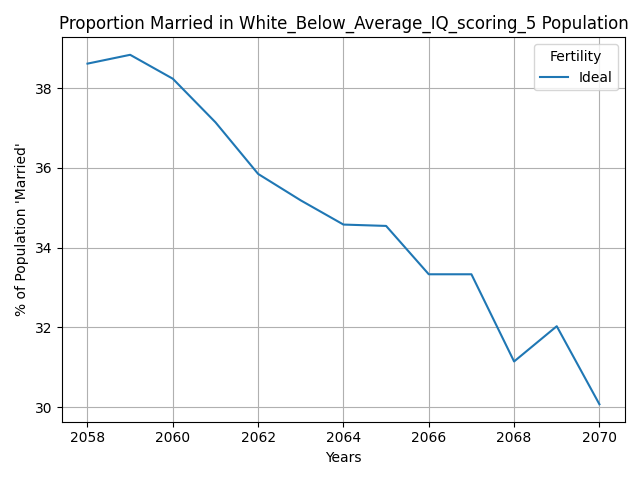 Proportion Married in White_Below_Average_IQ_scoring_5 Population
Fertility
Ideal
% of Population 'Married'
38
36
34
32
30
2058 2060 2062 2064 2066 2068 2070
Years